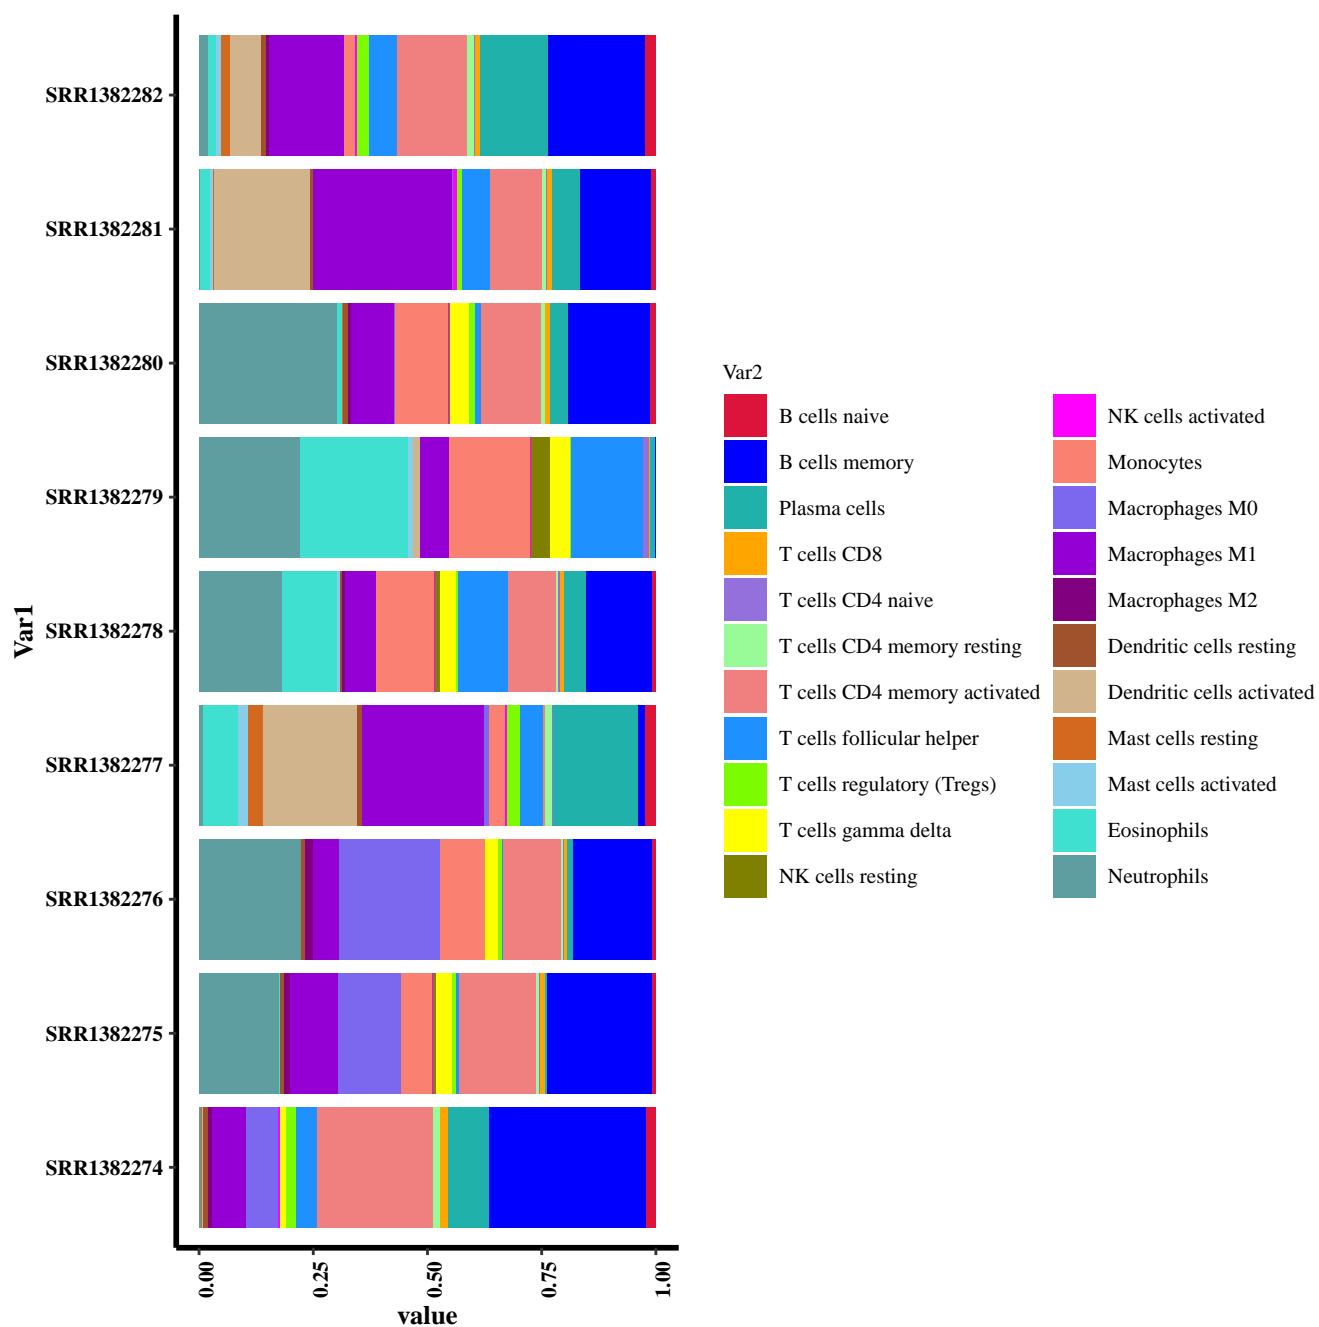 SRR1382282
SRR1382281
SRR1382280
SRR1382279
SRR1382278
SRR1382277
SRR1382276
SRR1382275
SRR1382274
Var1
0.00
0.25
0.50
0.75
1.00
value
Var2
B cells naive
B cells memory
Plasma cells
T cells CD8
T cells CD4 naive
T cells CD4 memory resting
T cells CD4 memory activated
T cells follicular helper
T cells regulatory (Tregs)
T cells gamma delta
NK cells resting
NK cells activated
Monocytes
Macrophages M0
Macrophages M1
Macrophages M2
Dendritic cells resting
Dendritic cells activated
Mast cells resting
Mast cells activated
Eosinophils
Neutrophils